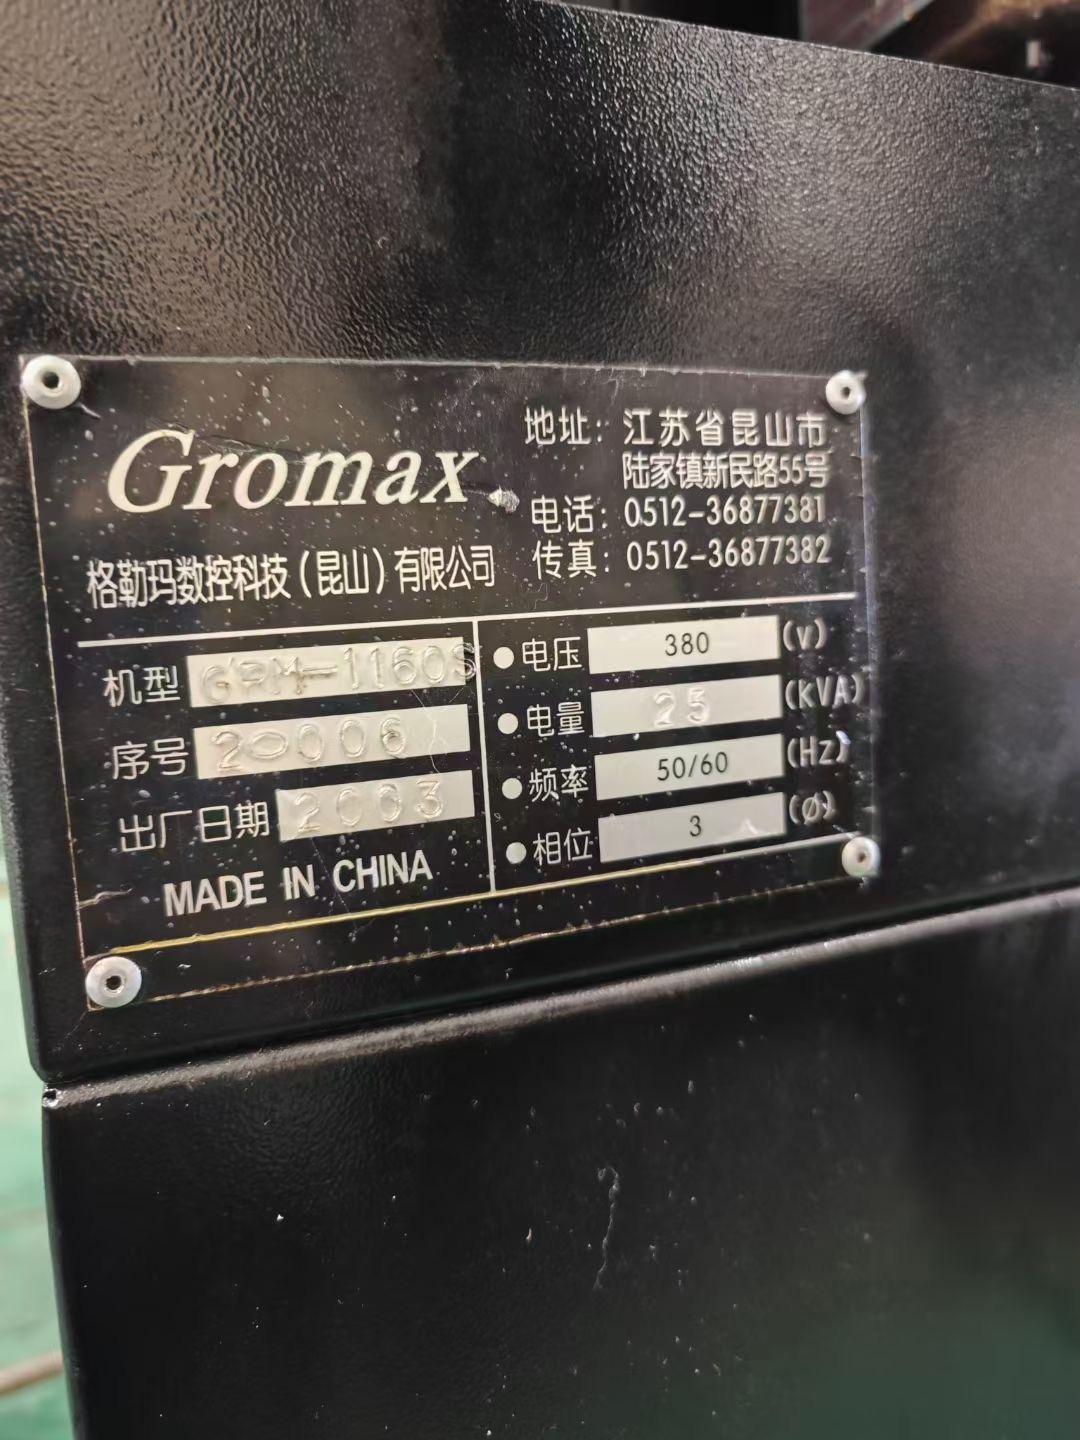 Gromax
格勒玛数控科技(昆山)有限公司
地址: 江苏省昆山市
陆家镇新民路55号
电话: 0512-36877381
传真: 0512-36877382
机型 GRM-1160S
序号 20006
出厂日期 2003
MADE IN CHINA
●电压 380 (V)
●电量 25 (KVA)
●频率 50/60 (Hz)
●相位 3 (Ø)